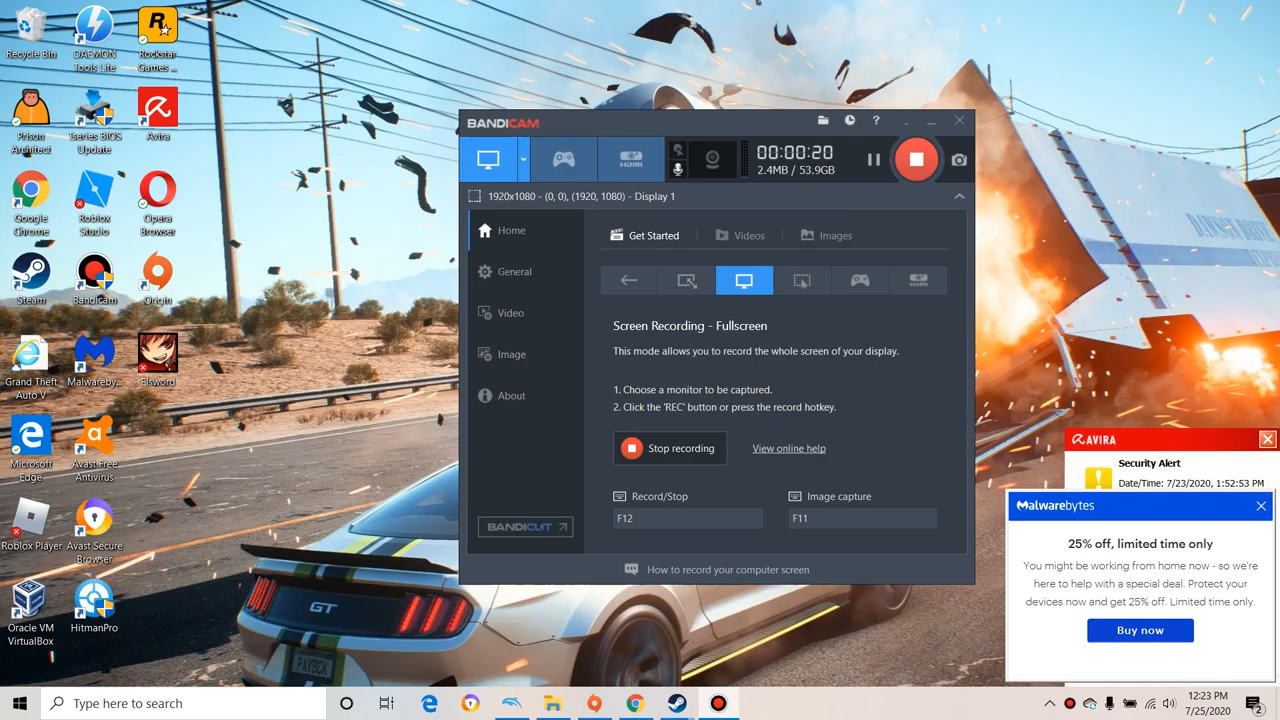 Recycle Bin
DAEMON
Tools Lite
Rockstar
Games ...
Prison
Architect
Tseries BIOS
Update
Avira
Google
Chrome
Roblox
Studio
Opera
Browser
Steam
Bandicam
Origin
Grand Theft
Auto V
Malwareby...
Elsword
Microsoft
Edge
Avast Free
Antivirus
Roblox Player
Avast Secure
Browser
Oracle VM
VirtualBox
HitmanPro
BANDICAM
HDMI
00:00:20
2.4MB / 53.9GB
1920x1080 - (0, 0), (1920, 1080) - Display 1
Home
General
Video
Image
About
BANDICUT
Get Started
Videos
Images
HDMI
Screen Recording - Fullscreen
This mode allows you to record the whole screen of your display.
1. Choose a monitor to be captured.
2. Click the 'REC' button or press the record hotkey.
Stop recording
View online help
Record/Stop
F12
Image capture
F11
How to record your computer screen
GT
AVIRA
Security Alert
Date/Time: 7/23/2020, 1:52:53 PM
Malwarebytes
25% off, limited time only
You might be working from home now - so we're
here to help with a special deal. Protect your
devices now and get 25% off. Limited time only.
Buy now
Type here to search
12:23 PM
7/25/2020
2